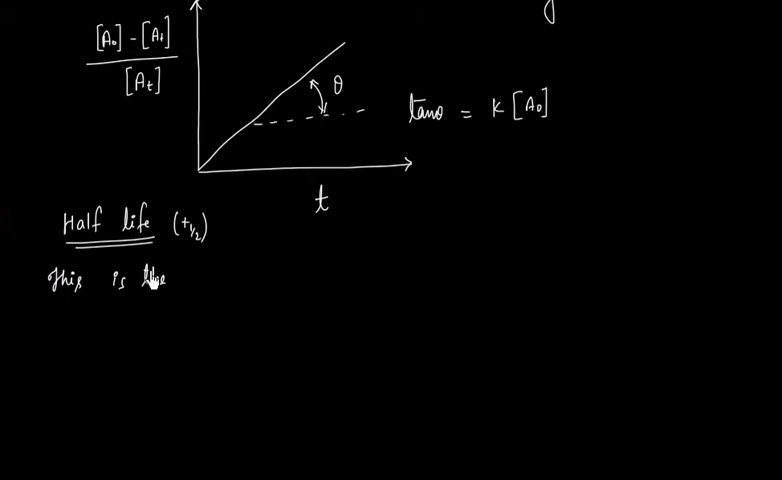 [A₀] - [Aₜ]
[Aₜ]
θ
tanθ = K [A₀]
t
Half life (t₁/₂)
This is the